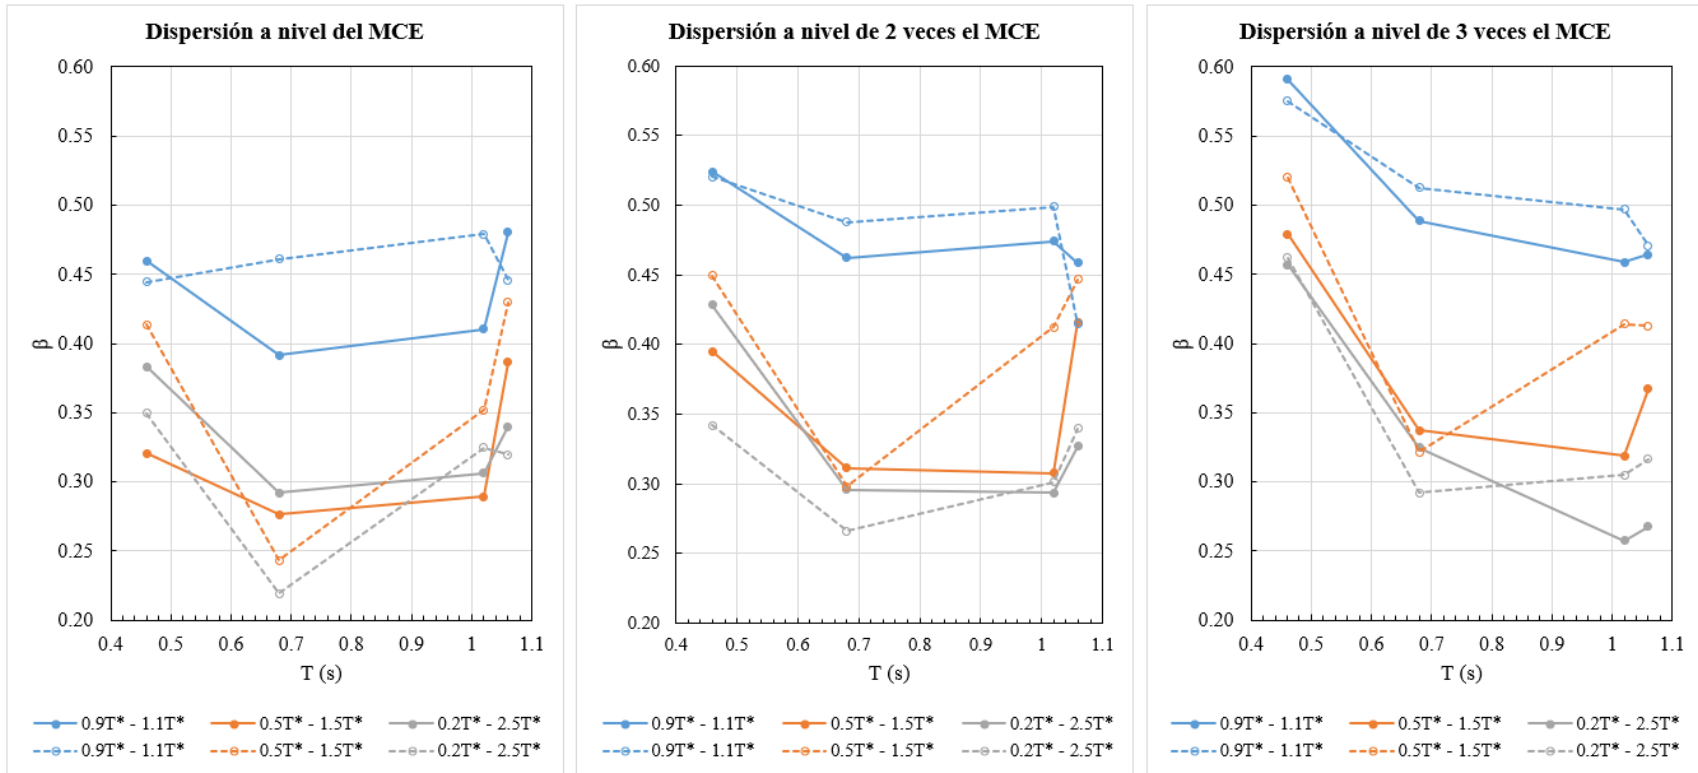 Dispersión a nivel del MCE
0.60
0.55
0.50
0.45
0.40
0.35
0.30
0.25
0.20
β
0.4 0.5 0.6 0.7 0.8 0.9 1 1.1
T (s)
0.9T* - 1.1T* 0.5T* - 1.5T* 0.2T* - 2.5T*
0.9T* - 1.1T* 0.5T* - 1.5T* 0.2T* - 2.5T*
Dispersión a nivel de 2 veces el MCE
0.60
0.55
0.50
0.45
0.40
0.35
0.30
0.25
0.20
β
0.4 0.5 0.6 0.7 0.8 0.9 1 1.1
T (s)
0.9T* - 1.1T* 0.5T* - 1.5T* 0.2T* - 2.5T*
0.9T* - 1.1T* 0.5T* - 1.5T* 0.2T* - 2.5T*
Dispersión a nivel de 3 veces el MCE
0.60
0.55
0.50
0.45
0.40
0.35
0.30
0.25
0.20
β
0.4 0.5 0.6 0.7 0.8 0.9 1 1.1
T (s)
0.9T* - 1.1T* 0.5T* - 1.5T* 0.2T* - 2.5T*
0.9T* - 1.1T* 0.5T* - 1.5T* 0.2T* - 2.5T*